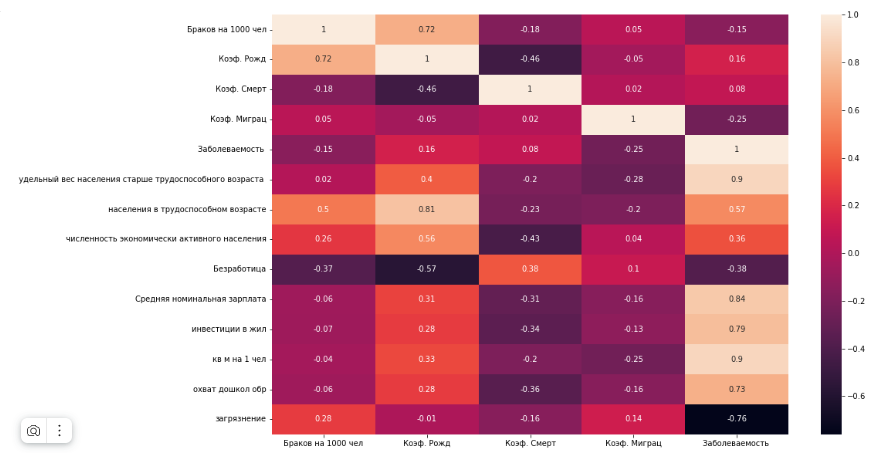 Браков на 1000 чел 1 0.72 -0.18 0.05 -0.15
Коэф. Рожд 0.72 1 -0.46 -0.05 0.16
Коэф. Смерт -0.18 -0.46 1 0.02 0.08
Коэф. Миграц 0.05 -0.05 0.02 1 -0.25
Заболеваемость -0.15 0.16 0.08 -0.25 1
удельный вес населения старше трудоспособного возраста 0.02 0.4 -0.2 -0.28 0.9
населения в трудоспособном возрасте 0.5 0.81 -0.23 -0.2 0.57
численность экономически активного населения 0.26 0.56 -0.43 0.04 0.36
Безработица -0.37 -0.57 0.38 0.1 -0.38
Средняя номинальная зарплата -0.06 0.31 -0.31 -0.16 0.84
инвестиции в жил -0.07 0.28 -0.34 -0.13 0.79
кв м на 1 чел -0.04 0.33 -0.2 -0.25 0.9
охват дошкол обр -0.06 0.28 -0.36 -0.16 0.73
загрязнение 0.28 -0.01 -0.16 0.14 -0.76
Браков на 1000 чел Коэф. Рожд Коэф. Смерт Коэф. Миграц Заболеваемость
1.0
0.8
0.6
0.4
0.2
0.0
−0.2
−0.4
−0.6